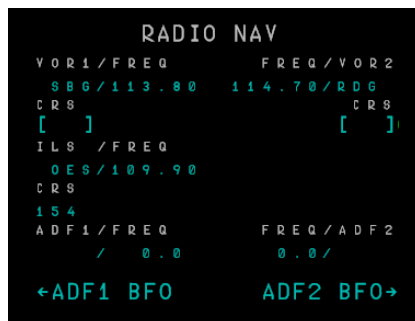 RADIO NAV
VOR1/FREQ FREQ/VOR2
SBG/113.80 114.70/RDG
CRS CRS
[ ] [ ]
ILS /FREQ
OES/109.90
CRS
154
ADF1/FREQ FREQ/ADF2
/ 0.0 0.0/
←ADF1 BFO ADF2 BFO→